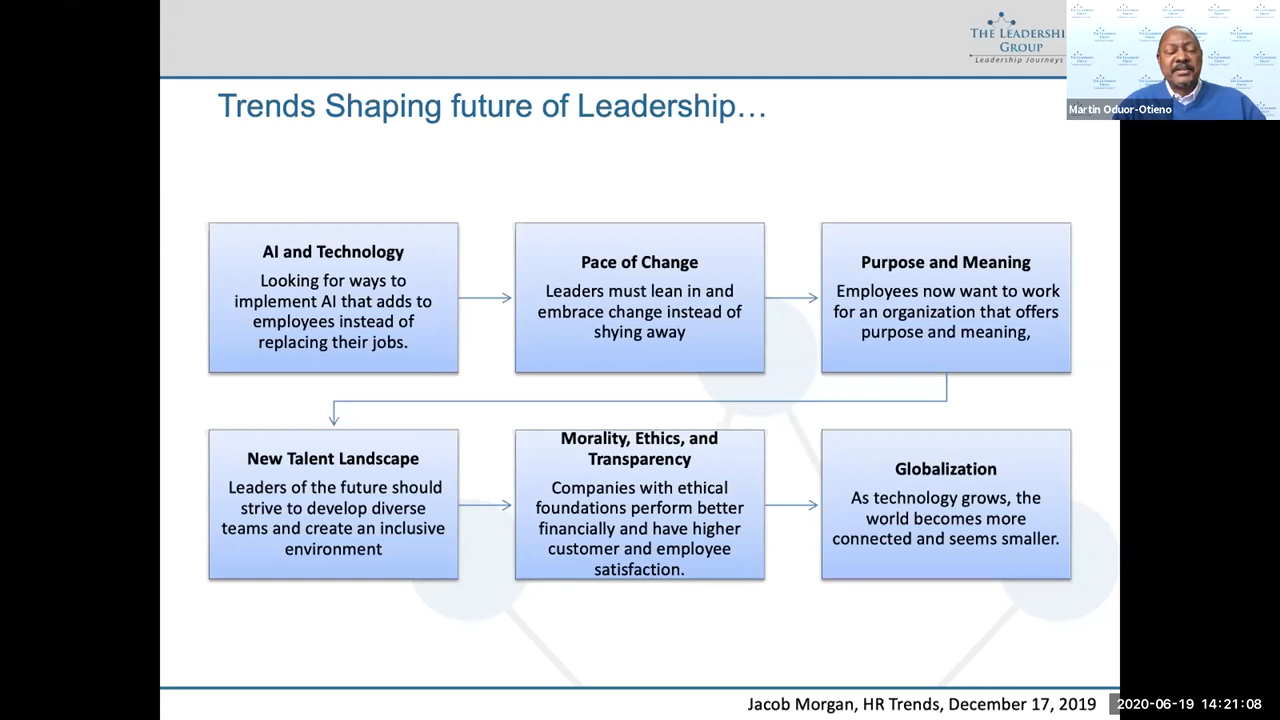 THE LEADERSHI
GROUP
Leadership Journeys
Martin Oduor-Otieno
Trends Shaping future of Leadership…
AI and Technology
Looking for ways to
implement AI that adds to
employees instead of
replacing their jobs.
Pace of Change
Leaders must lean in and
embrace change instead of
shying away
Purpose and Meaning
Employees now want to work
for an organization that offers
purpose and meaning,
New Talent Landscape
Leaders of the future should
strive to develop diverse
teams and create an inclusive
environment
Morality, Ethics, and
Transparency
Companies with ethical
foundations perform better
financially and have higher
customer and employee
satisfaction.
Globalization
As technology grows, the
world becomes more
connected and seems smaller.
Jacob Morgan, HR Trends, December 17, 2019
2020-06-19 14:21:08